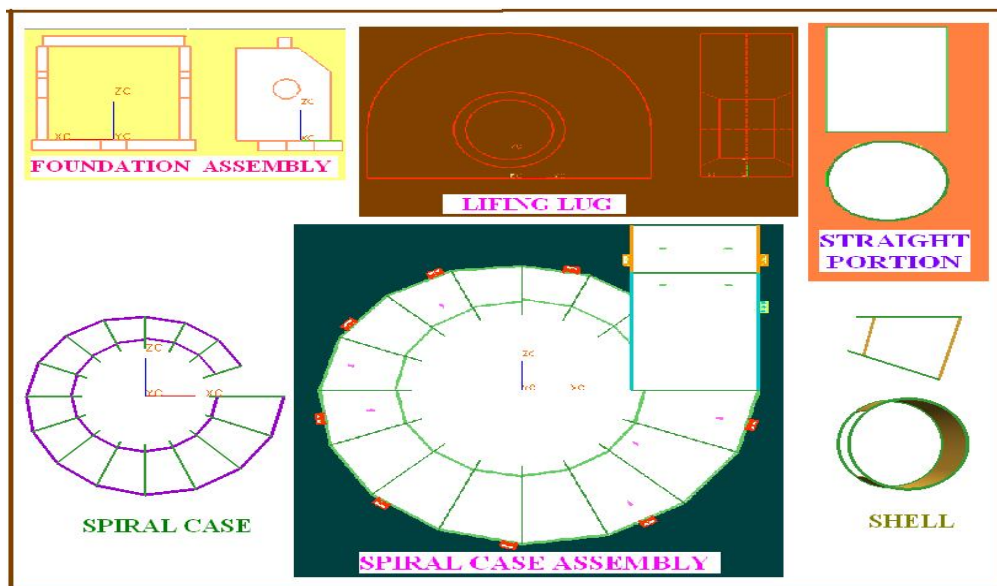 ZC
XC
YC
ZC
XC
FOUNDATION ASSEMBLY
LIFING LUG
STRAIGHT
PORTION
ZC
YC
XC
SPIRAL CASE
ZC
YC
XC
SPIRAL CASE ASSEMBLY
SHELL